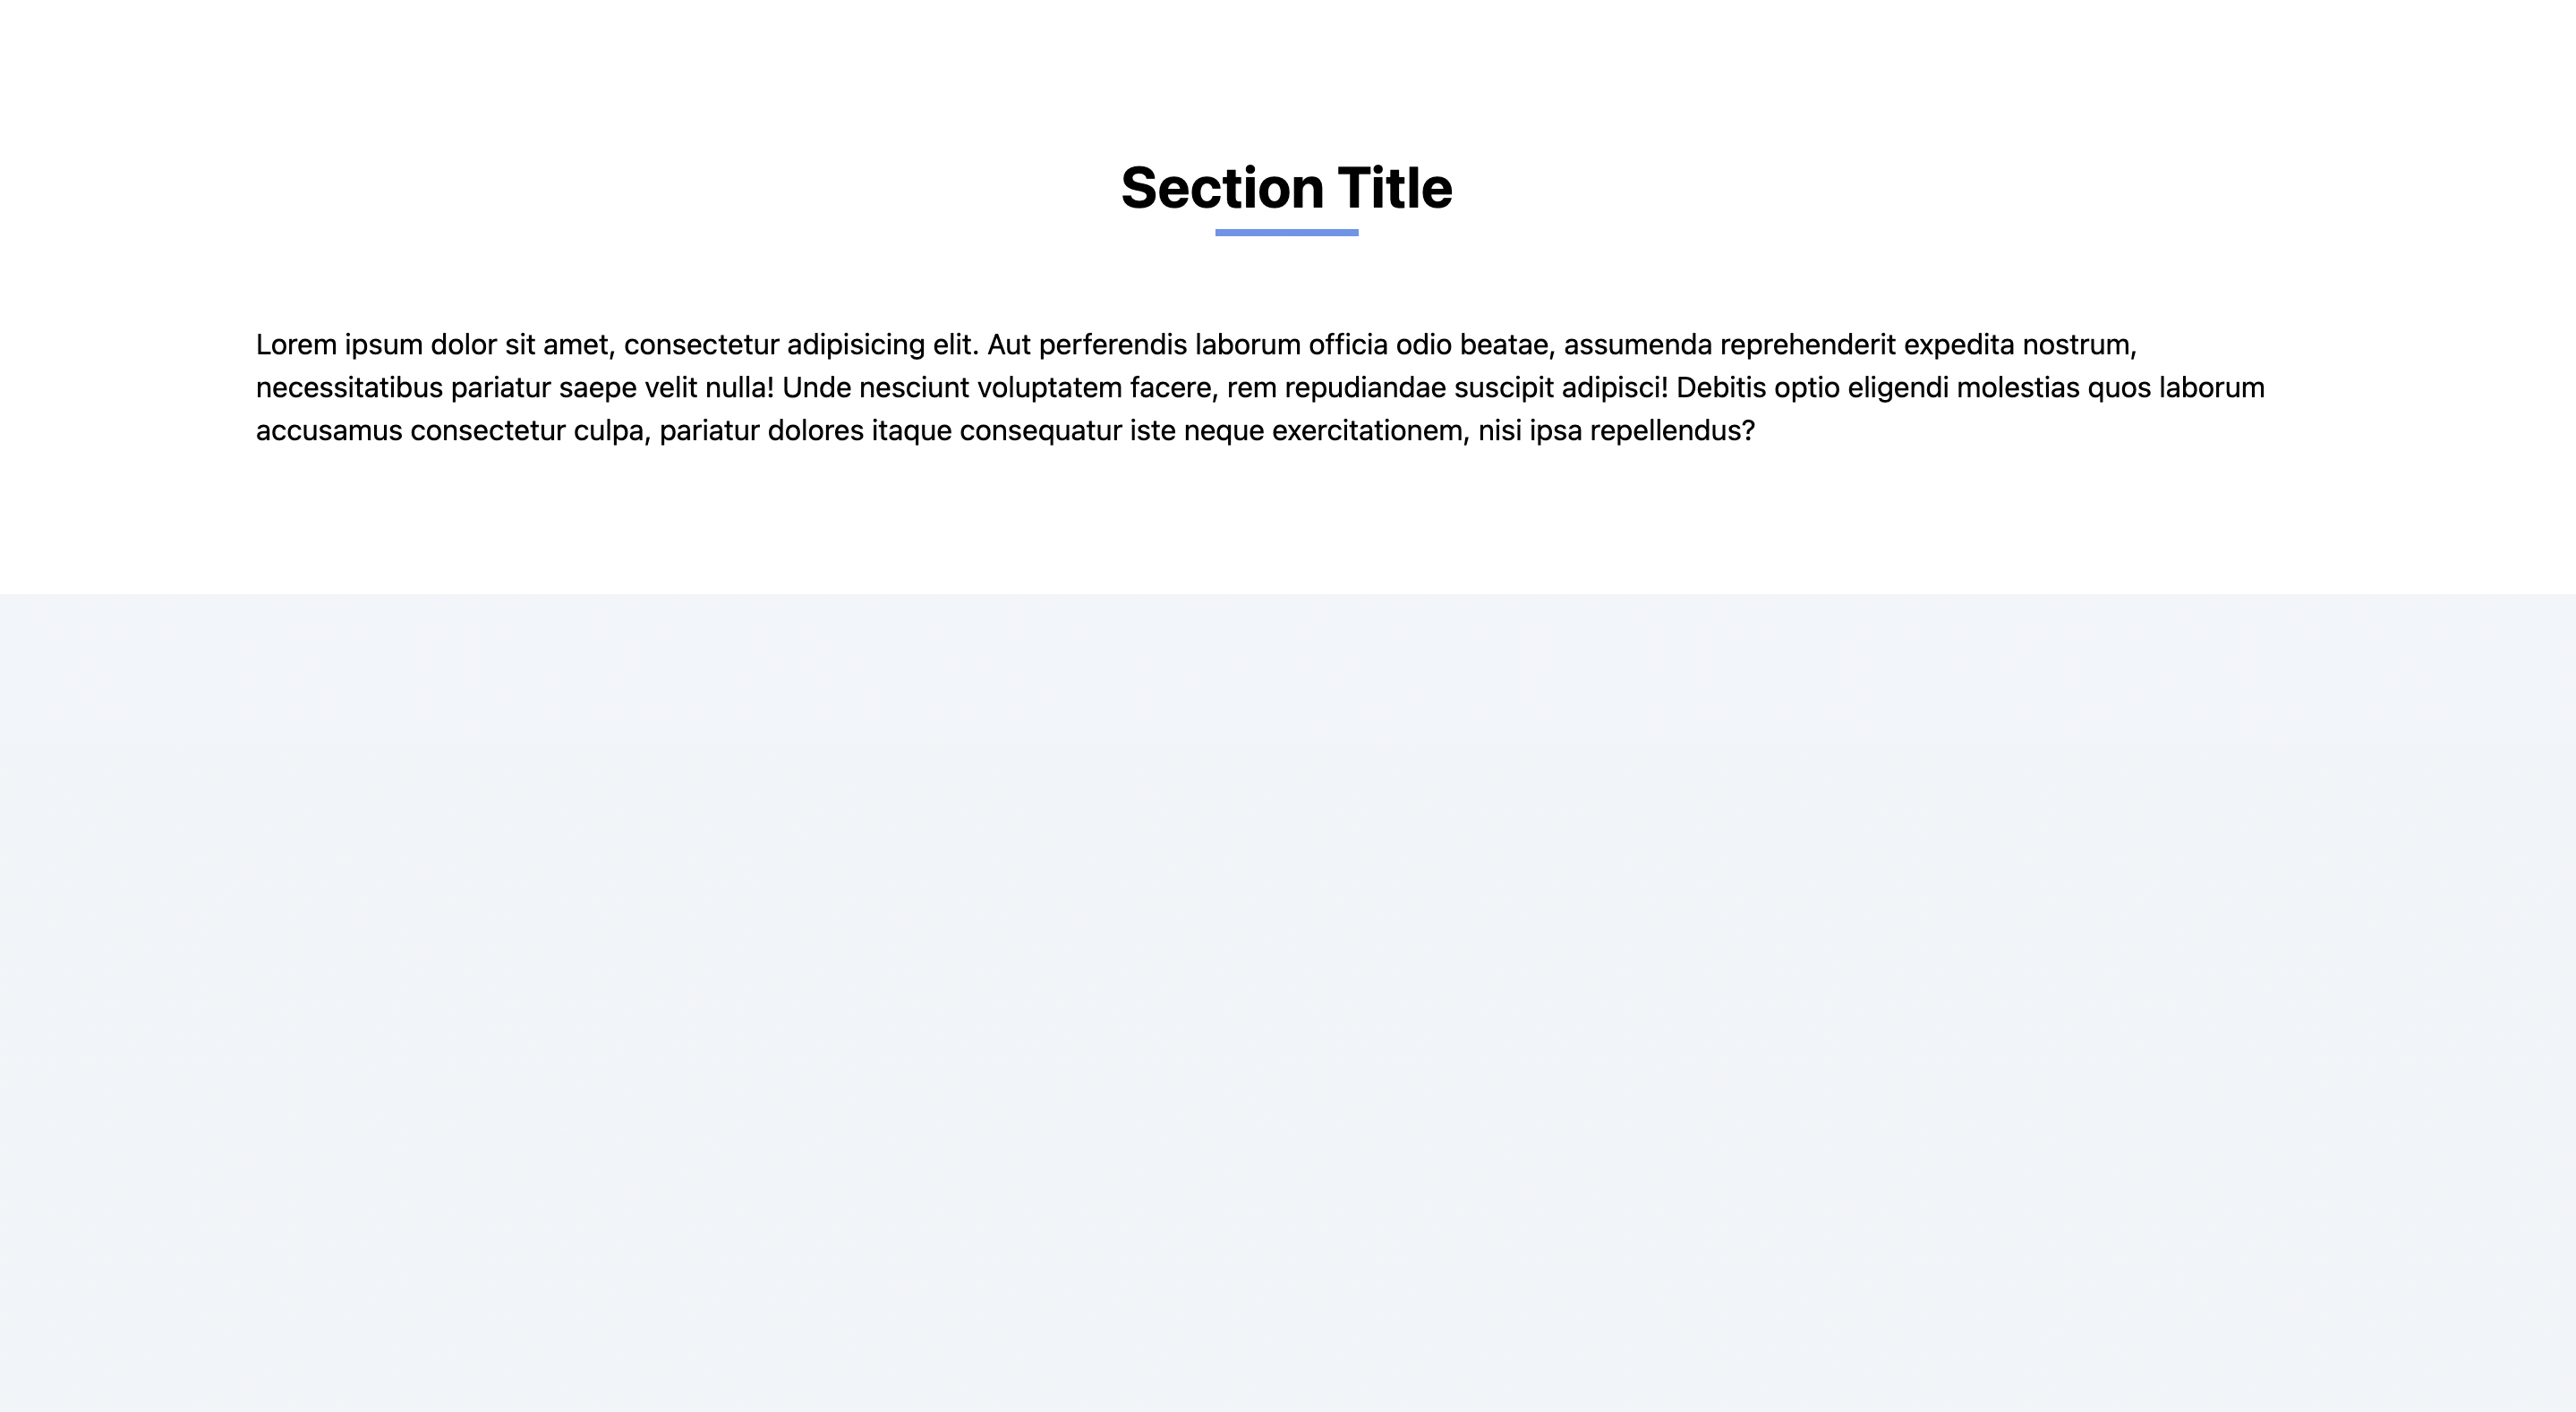 Section Title
Lorem ipsum dolor sit amet, consectetur adipisicing elit. Aut perferendis laborum officia odio beatae, assumenda reprehenderit expedita nostrum,
necessitatibus pariatur saepe velit nulla! Unde nesciunt voluptatem facere, rem repudiandae suscipit adipisci! Debitis optio eligendi molestias quos laborum
accusamus consectetur culpa, pariatur dolores itaque consequatur iste neque exercitationem, nisi ipsa repellendus?